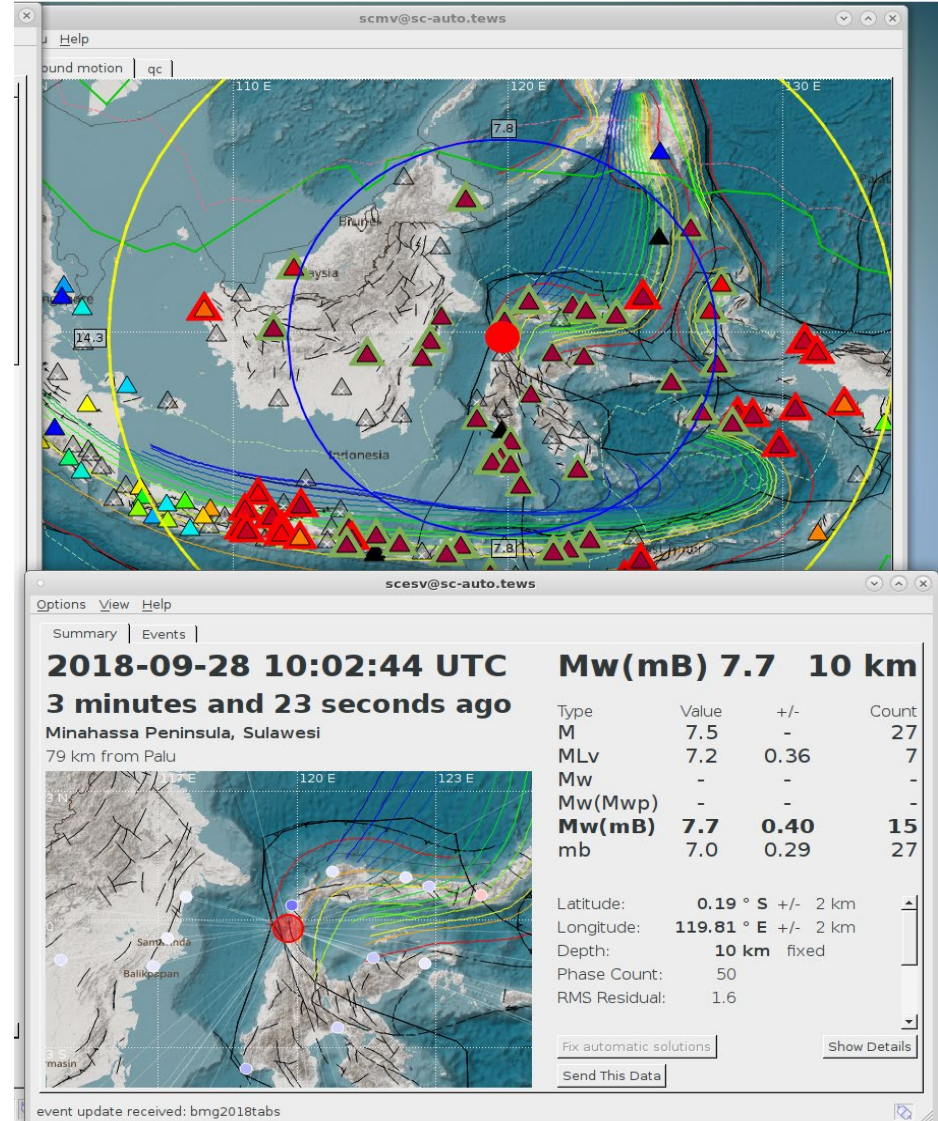 scmv@sc-auto.tews
u Help
ound motion qc
110 E 120 E 130 E
7.8
Brunei
aysia
14.3
Indonesia
7.8
scesv@sc-auto.tews
Options View Help
Summary Events
2018-09-28 10:02:44 UTC
3 minutes and 23 seconds ago
Minahassa Peninsula, Sulawesi
79 km from Palu
117 E 120 E 123 E
3 N
0
Balikpapan
3 S
masin
Mw(mB) 7.7 10 km
Type Value +/- Count
M 7.5 - 27
MLv 7.2 0.36 7
Mw - - -
Mw(Mwp) - - -
Mw(mB) 7.7 0.40 15
mb 7.0 0.29 27
Latitude: 0.19 ° S +/- 2 km
Longitude: 119.81 ° E +/- 2 km
Depth: 10 km fixed
Phase Count: 50
RMS Residual: 1.6
Fix automatic solutions Show Details
Send This Data
event update received: bmg2018tabs